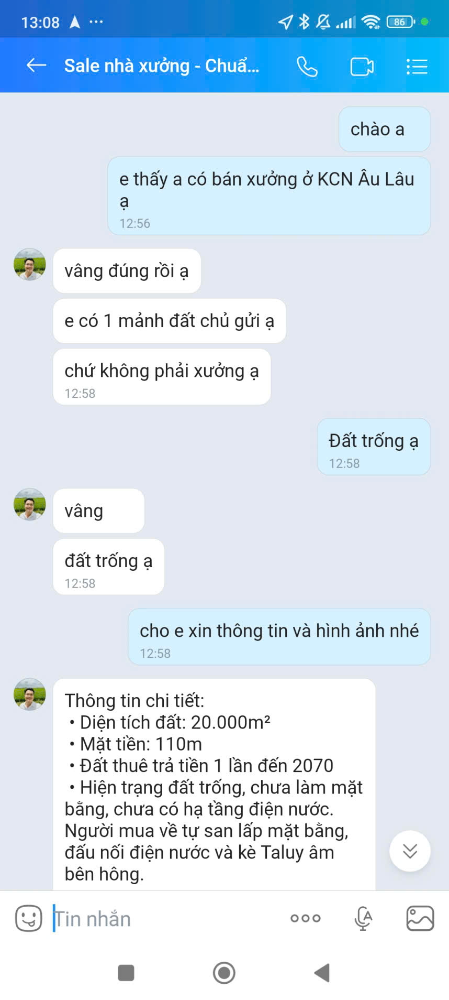 13:08
86
Sale nhà xưởng - Chuẩ...
chào a
e thấy a có bán xưởng ở KCN Âu Lâu
ạ
12:56
vâng đúng rồi ạ
e có 1 mảnh đất chủ gửi ạ
chứ không phải xưởng ạ
12:58
Đất trống ạ
12:58
vâng
đất trống ạ
12:58
cho e xin thông tin và hình ảnh nhé
12:58
Thông tin chi tiết:
• Diện tích đất: 20.000m²
• Mặt tiền: 110m
• Đất thuê trả tiền 1 lần đến 2070
• Hiện trạng đất trống, chưa làm mặt
bằng, chưa có hạ tầng điện nước.
Người mua về tự san lấp mặt bằng,
đấu nối điện nước và kè Taluy âm
bên hông.
Tin nhắn